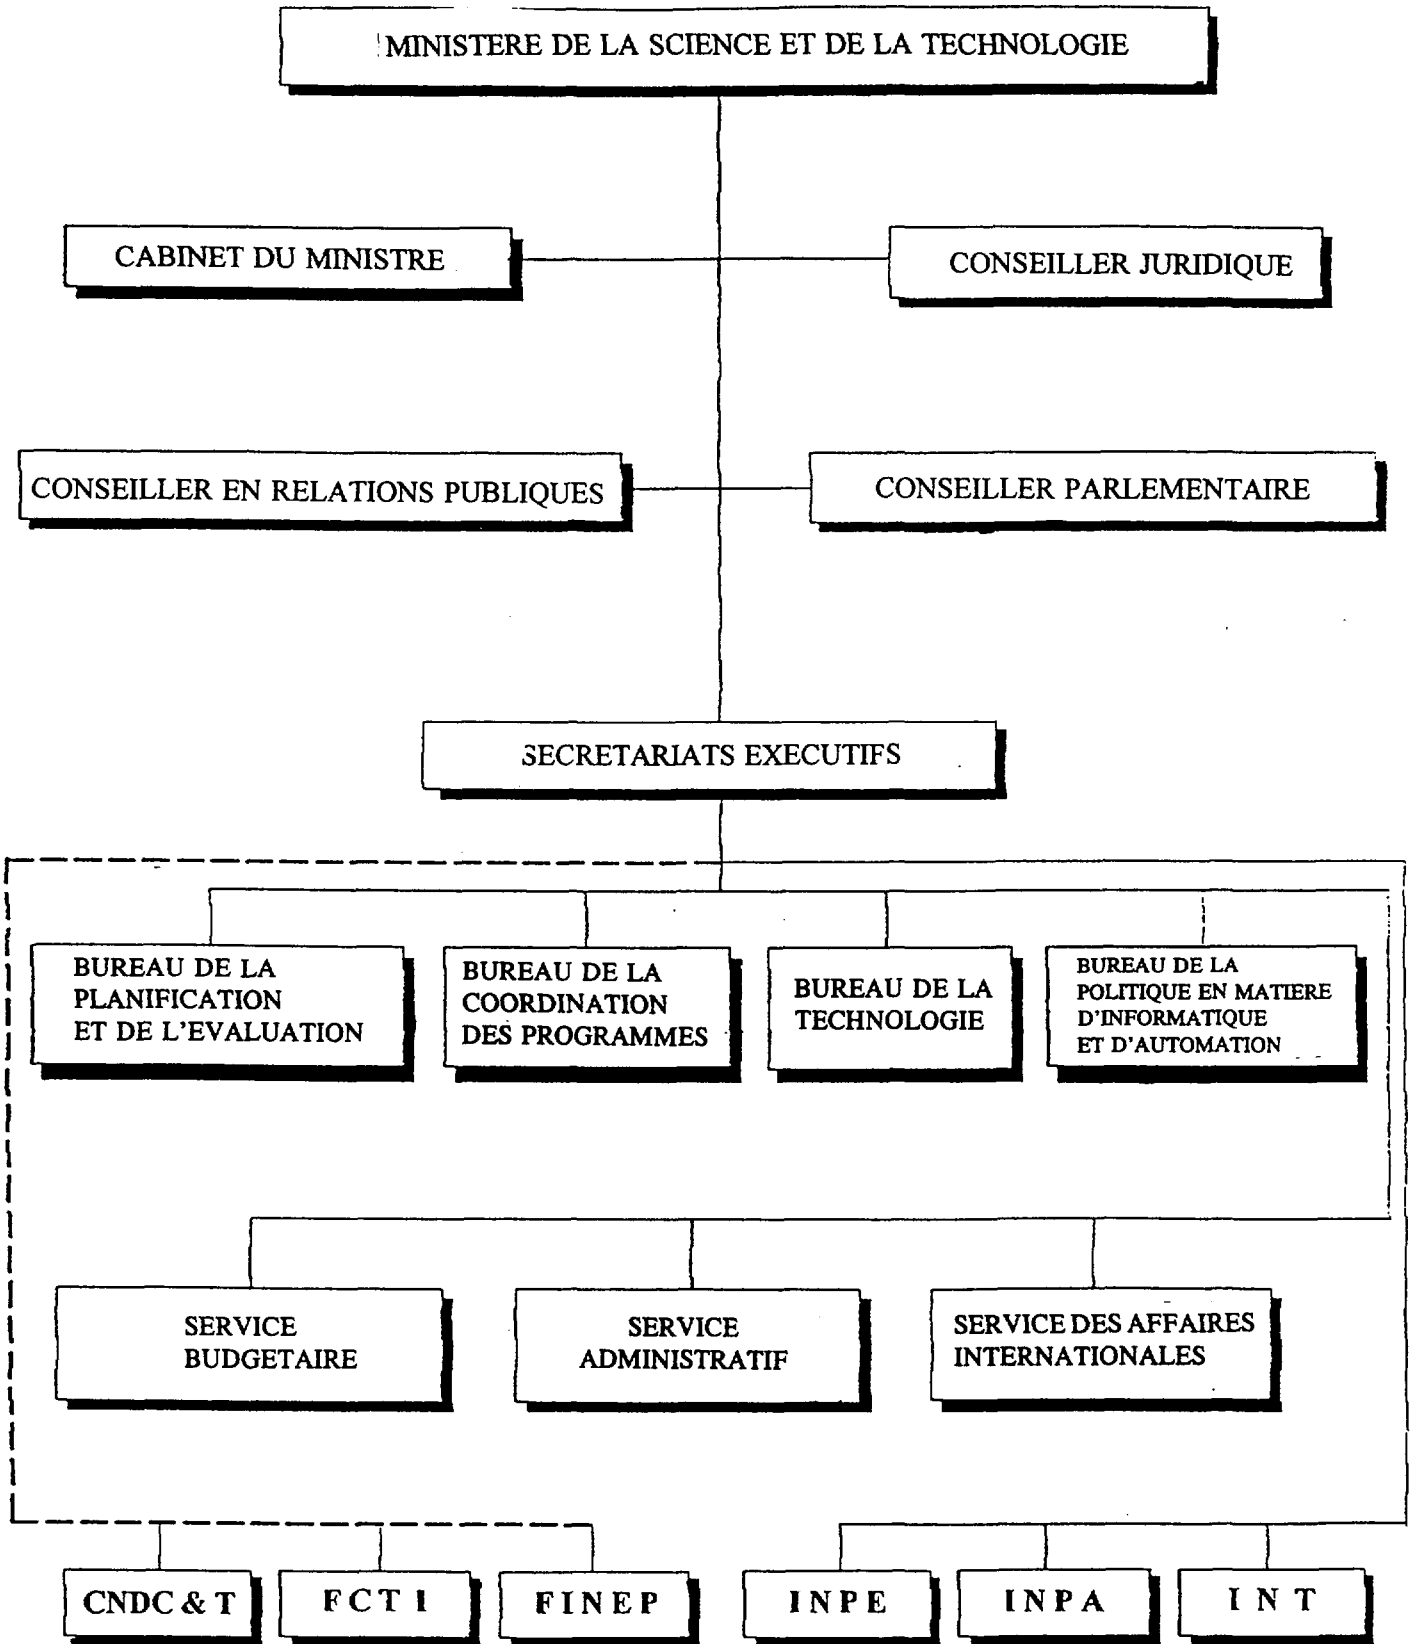 MINISTERE DE LA SCIENCE ET DE LA TECHNOLOGIE
CABINET DU MINISTRE
CONSEILLER JURIDIQUE
CONSEILLER EN RELATIONS PUBLIQUES
CONSEILLER PARLEMENTAIRE
SECRETARIATS EXECUTIFS
BUREAU DE LA
PLANIFICATION
ET DE L'EVALUATION
BUREAU DE LA
COORDINATION
DES PROGRAMMES
BUREAU DE LA
TECHNOLOGIE
BUREAU DE LA
POLITIQUE EN MATIERE
D'INFORMATIQUE
ET D'AUTOMATION
SERVICE
BUDGETAIRE
SERVICE
ADMINISTRATIF
SERVICE DES AFFAIRES
INTERNATIONALES
CNDC & T
FCTI
FINEP
INPE
INPA
INT